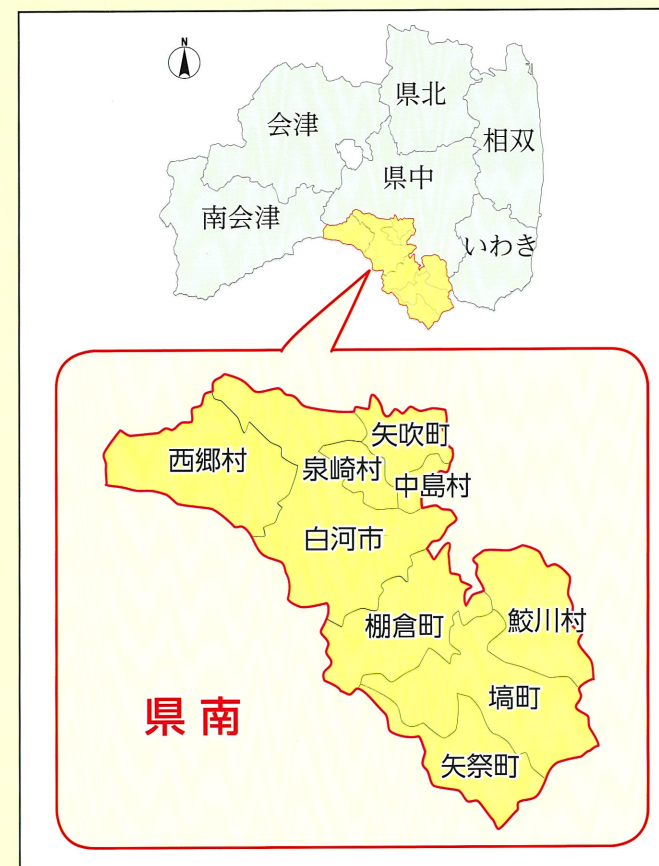 N
県北
会津
相双
県中
南会津
いわき
矢吹町
西郷村
泉崎村
中島村
白河市
棚倉町
鮫川村
塙町
県南
矢祭町